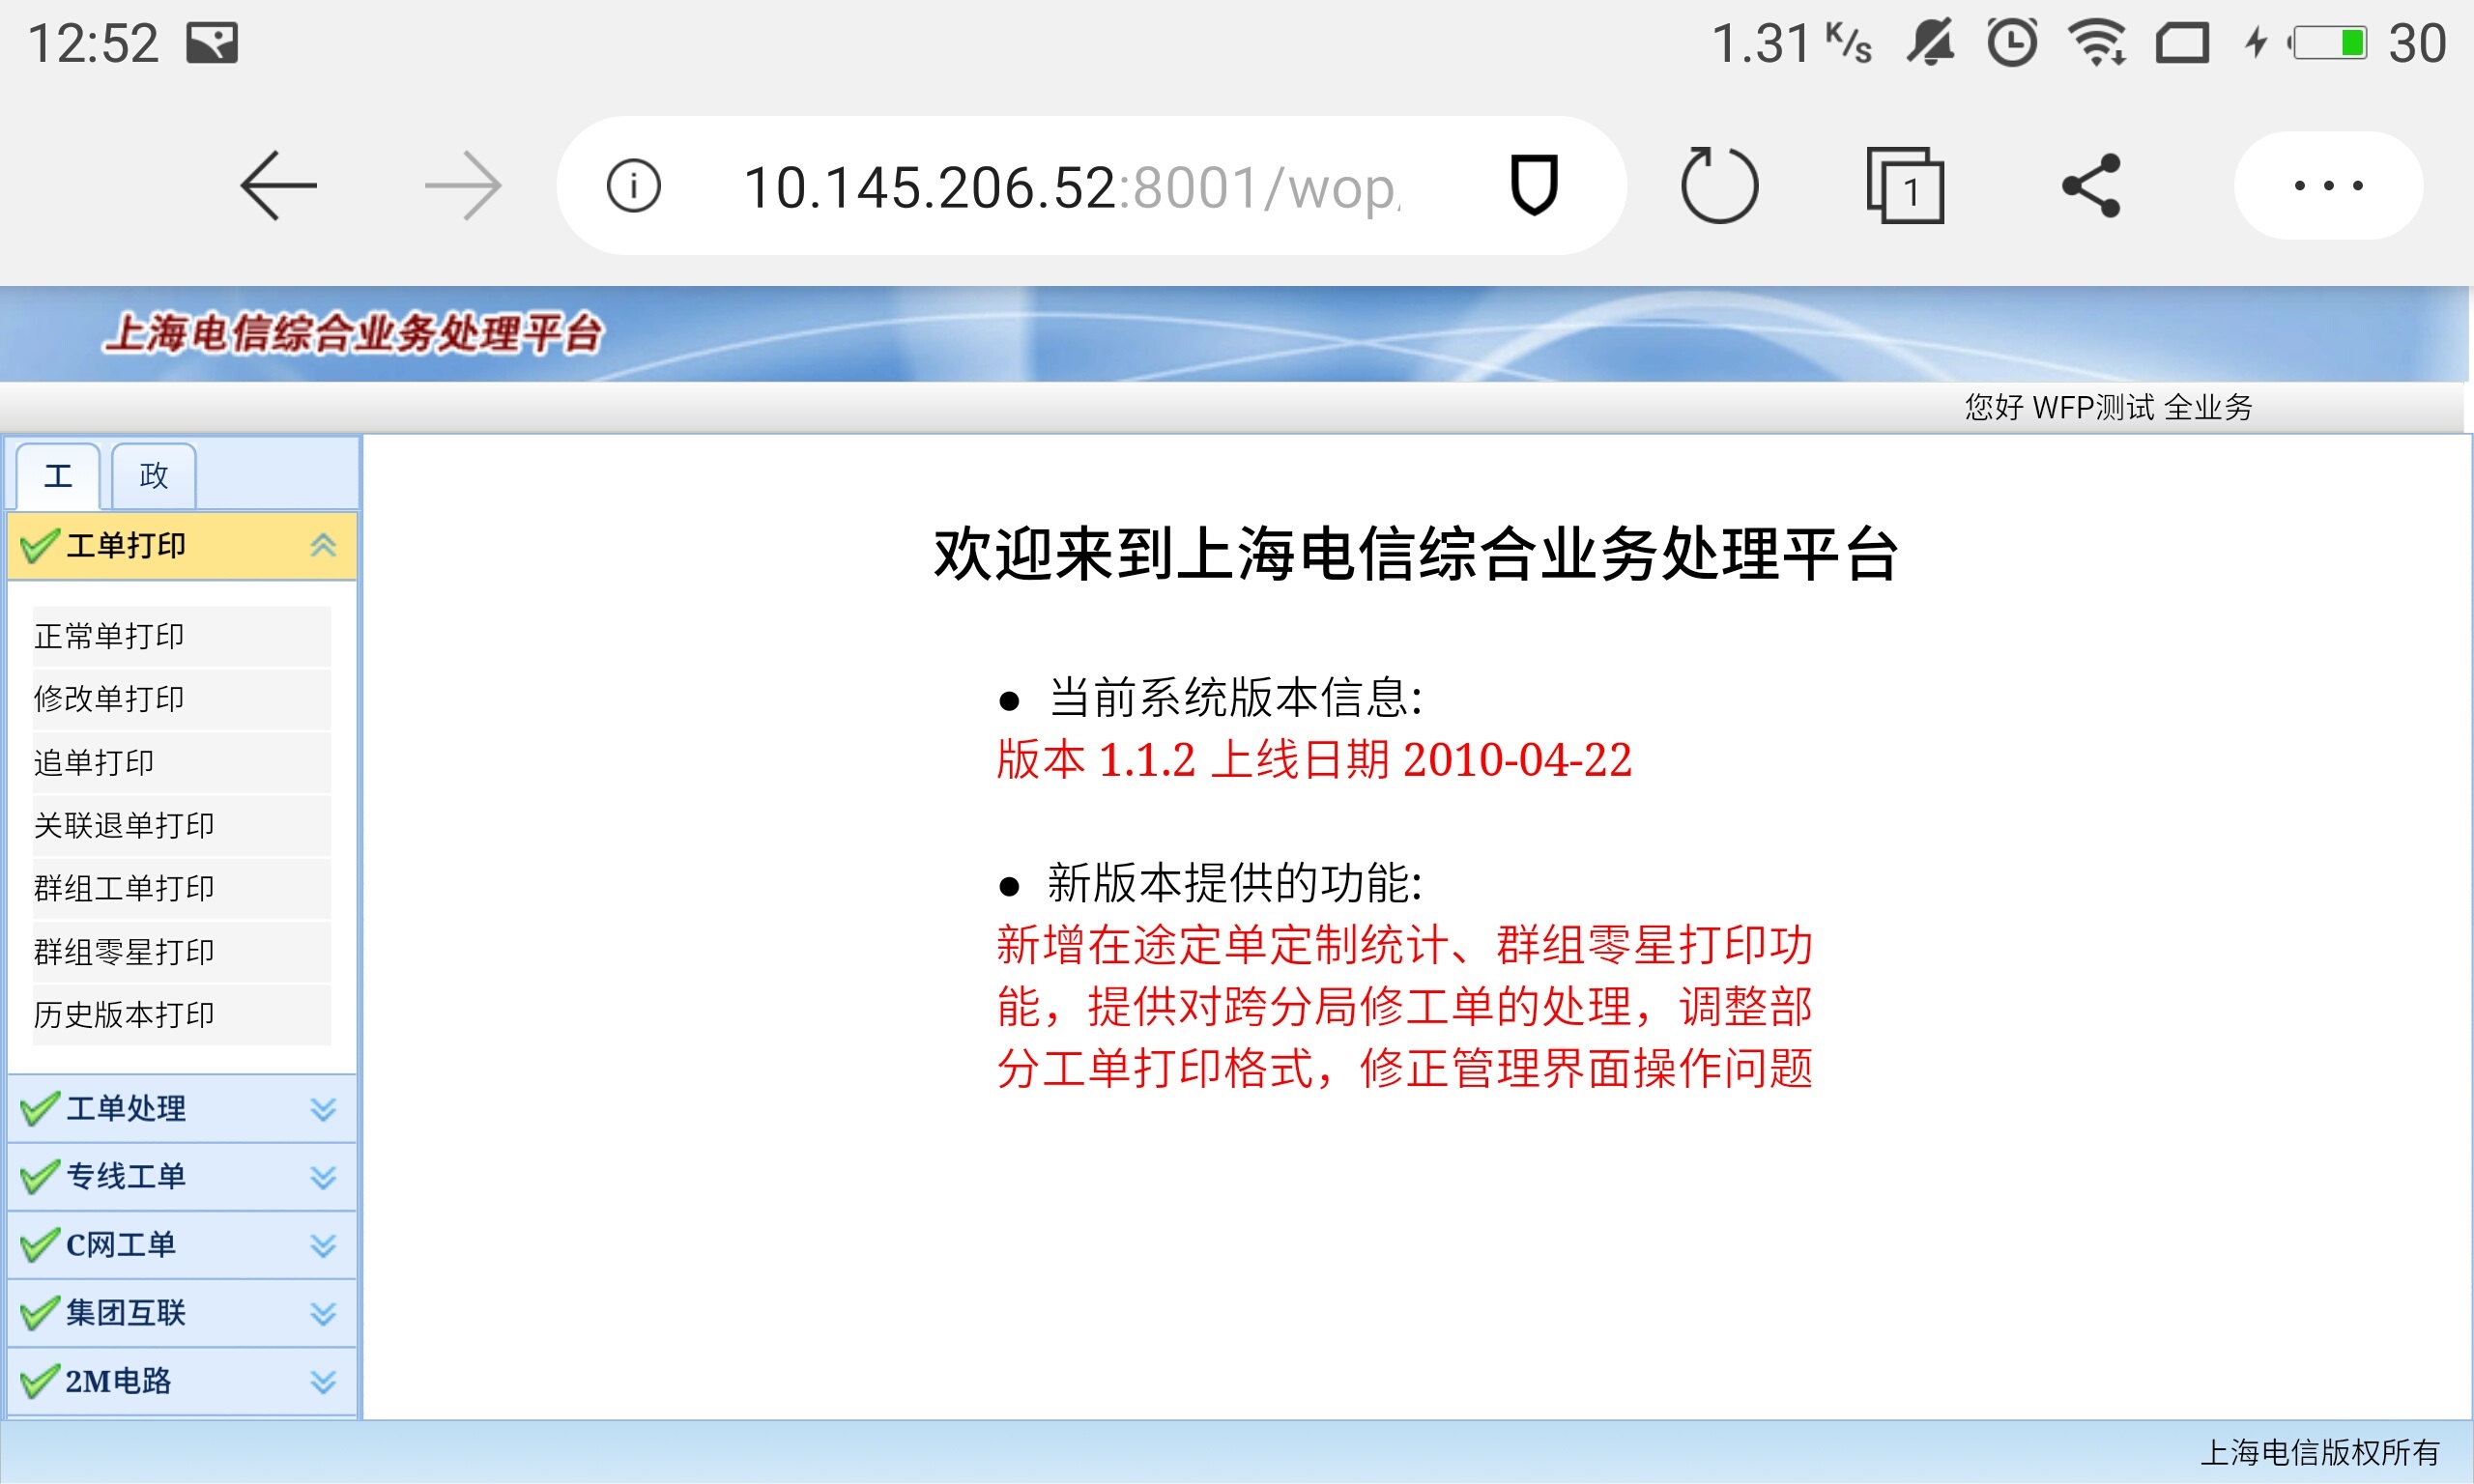 12:52
1.31 K/s
30
10.145.206.52:8001/wop
1
上海电信综合业务处理平台
您好 WFP测试 全业务
工
政
工单打印
正常单打印
修改单打印
追单打印
关联退单打印
群组工单打印
群组零星打印
历史版本打印
工单处理
专线工单
C网工单
集团互联
2M电路
欢迎来到上海电信综合业务处理平台
● 当前系统版本信息:
版本 1.1.2 上线日期 2010-04-22
● 新版本提供的功能:
新增在途定单定制统计、群组零星打印功
能，提供对跨分局修工单的处理，调整部
分工单打印格式，修正管理界面操作问题
上海电信版权所有